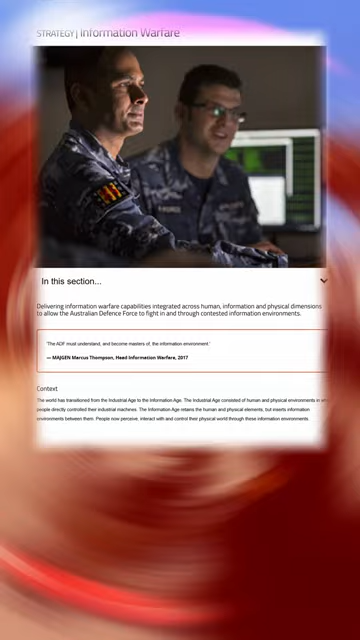 STRATEGY | Information Warfare
In this section...
Delivering information warfare capabilities integrated across human, information and physical dimensions
to allow the Australian Defence Force to fight in and through contested information environments.
"The ADF must understand, and become masters of, the information environment."
— MAJGEN Marcus Thompson, Head Information Warfare, 2017
Context
The world has transitioned from the Industrial Age to the Information Age. The Industrial Age consisted of human and physical environments in
people directly controlled their industrial machines. The Information Age retains the human and physical elements, but inserts information
environments between them. People now perceive, interact with and control their physical world through these information environments.